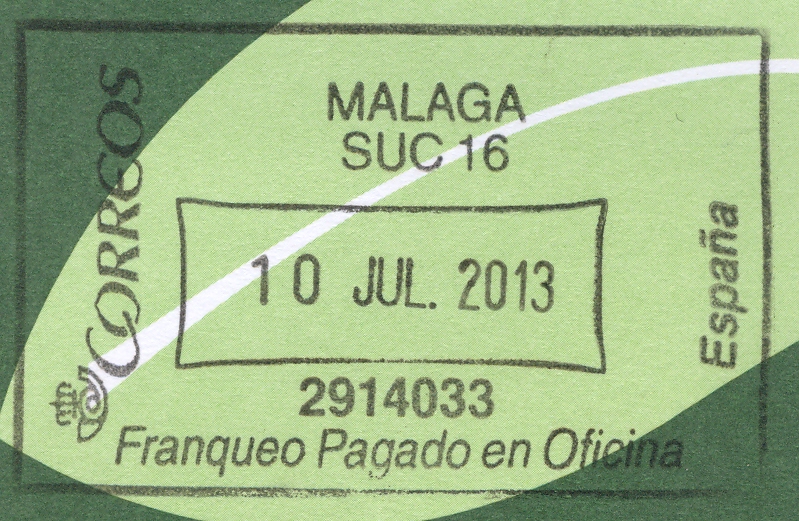 CORREOS
MALAGA
SUC 16
10 JUL. 2013
2914033
Franqueo Pagado en Oficina
España